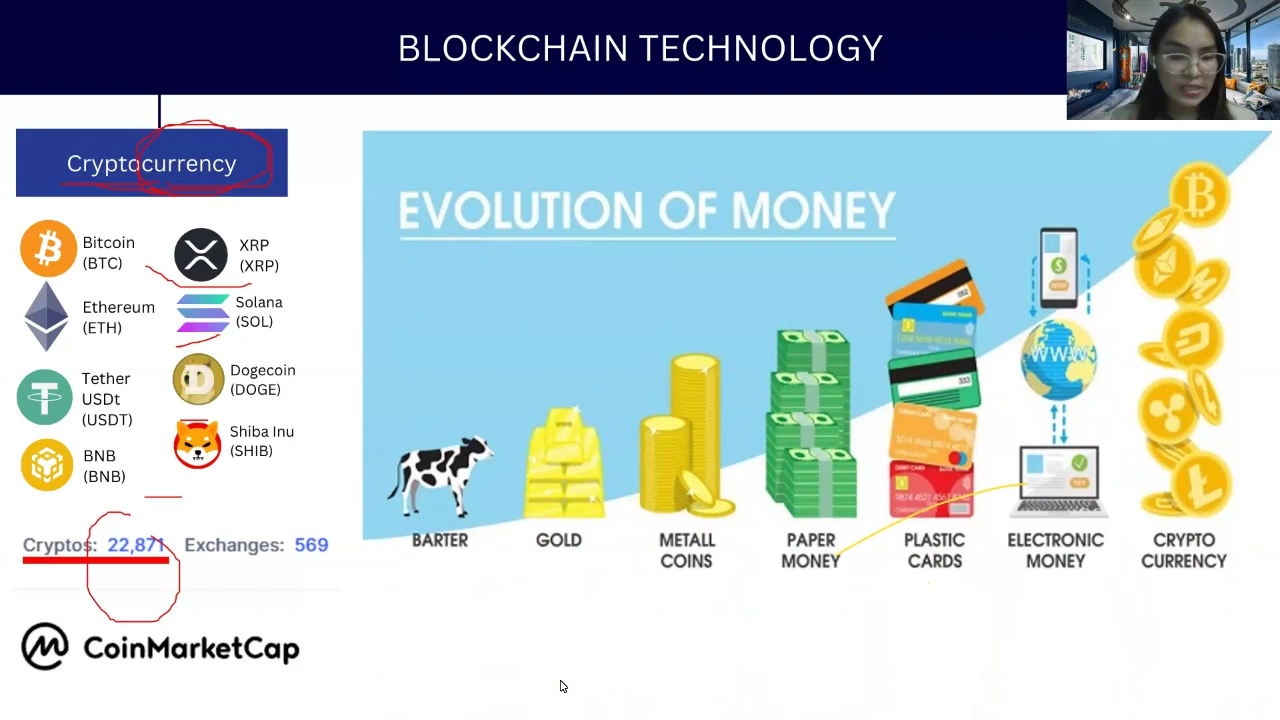 BLOCKCHAIN TECHNOLOGY
Cryptocurrency
Bitcoin
(BTC)
XRP
(XRP)
Ethereum
(ETH)
Solana
(SOL)
Tether
USDt
(USDT)
Dogecoin
(DOGE)
BNB
(BNB)
Shiba Inu
(SHIB)
Cryptos: 22,871 Exchanges: 569
CoinMarketCap
EVOLUTION OF MONEY
WWW
BARTER
GOLD
METALL
COINS
PAPER
MONEY
PLASTIC
CARDS
ELECTRONIC
MONEY
CRYPTO
CURRENCY